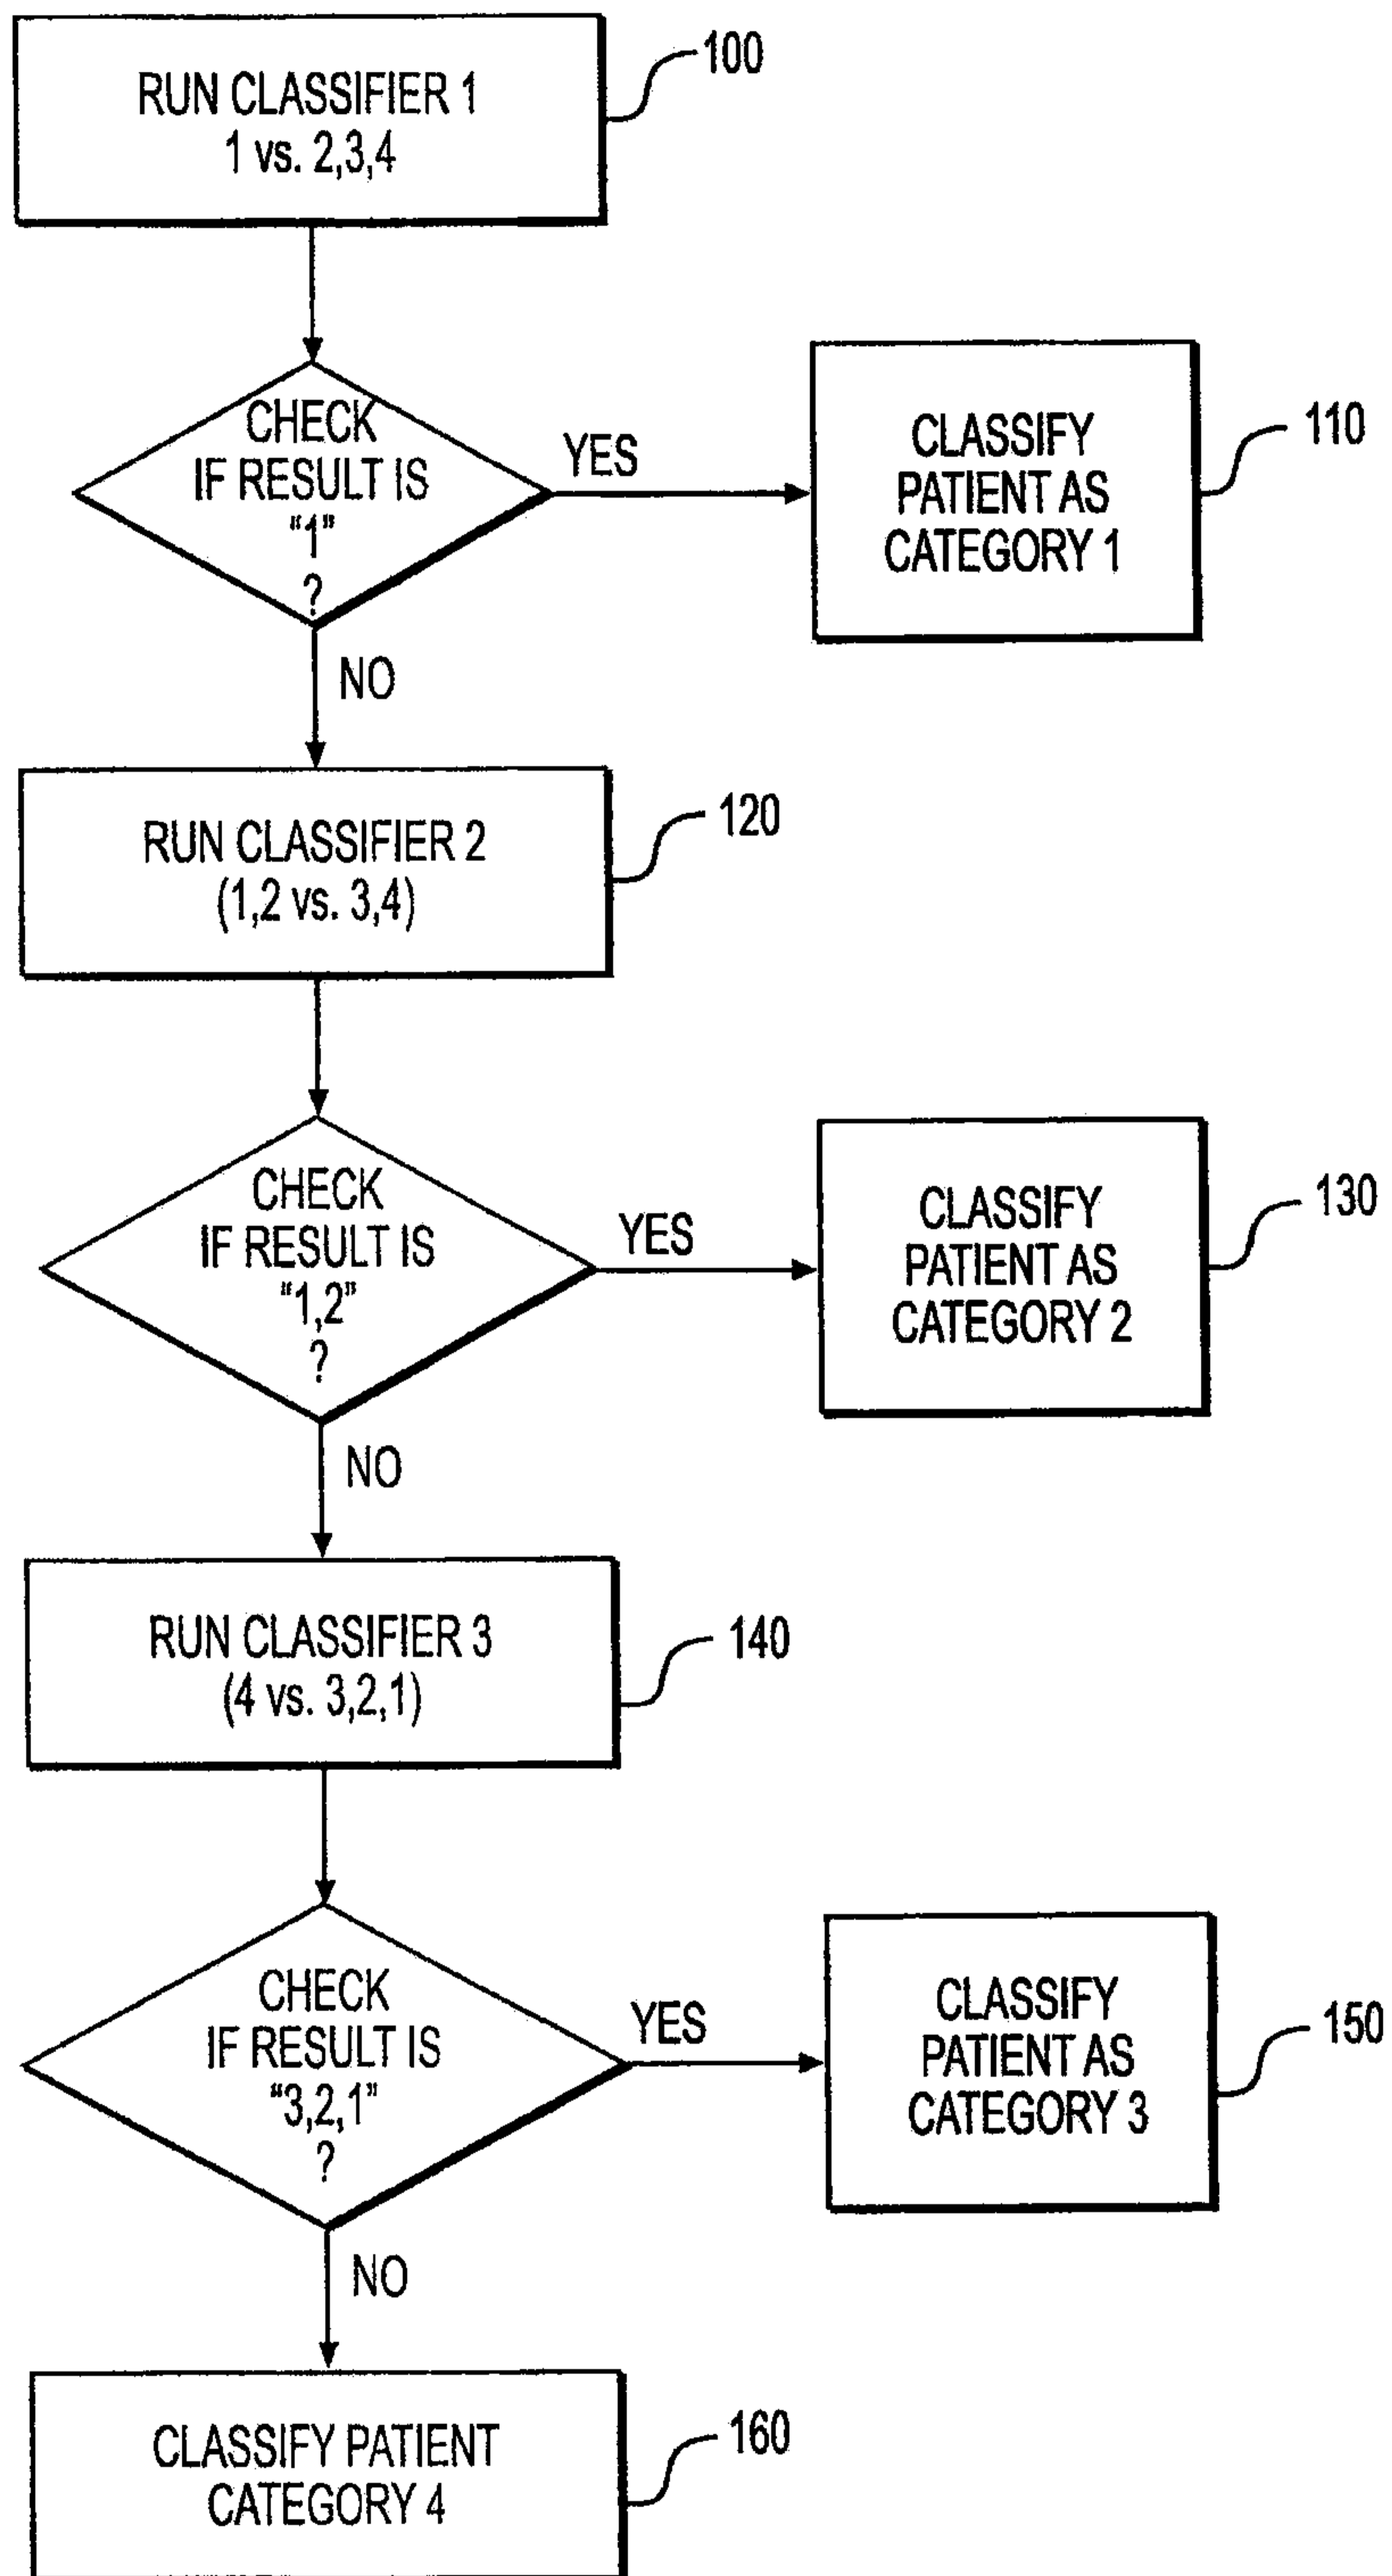 RUN CLASSIFIER 1
1 vs. 2,3,4
100
CHECK
IF RESULT IS
“1”
?
YES
CLASSIFY
PATIENT AS
CATEGORY 1
110
NO
RUN CLASSIFIER 2
(1,2 vs. 3,4)
120
CHECK
IF RESULT IS
“1,2”
?
YES
CLASSIFY
PATIENT AS
CATEGORY 2
130
NO
RUN CLASSIFIER 3
(4 vs. 3,2,1)
140
CHECK
IF RESULT IS
“3,2,1”
?
YES
CLASSIFY
PATIENT AS
CATEGORY 3
150
NO
CLASSIFY PATIENT
CATEGORY 4
160